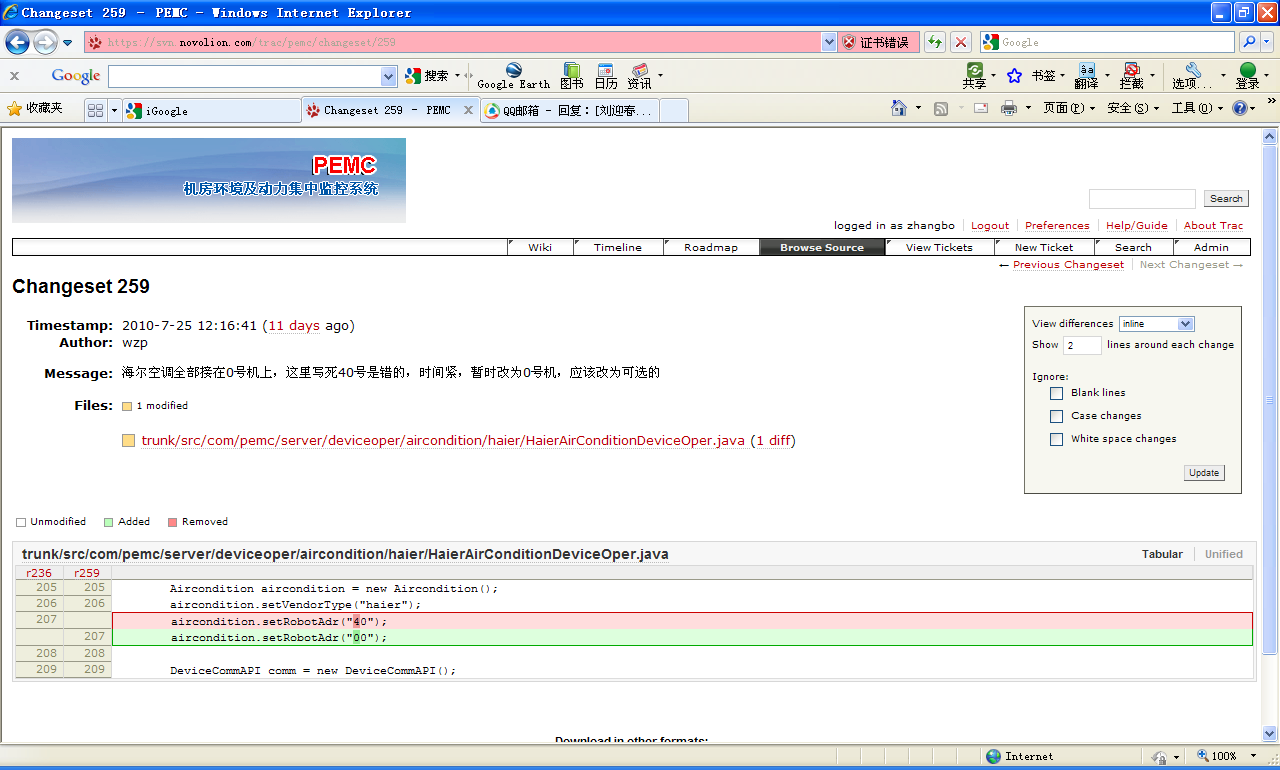 Changeset 259 - PEMC - Windows Internet Explorer
https://svn.novolion.com/trac/pemc/changeset/259
证书错误
Google
Google
搜索
Google Earth
图书
日历
资讯
共享
书签
翻译
拦截
选项...
登录
收藏夹
iGoogle
Changeset 259 - PEMC
QQ邮箱 - 回复：[刘迎春...
页面(P)
安全(S)
工具(O)
PEMC
机房环境及动力集中监控系统
Search
logged in as zhangbo
Logout
Preferences
Help/Guide
About Trac
Wiki
Timeline
Roadmap
Browse Source
View Tickets
New Ticket
Search
Admin
← Previous Changeset
Next Changeset →
Changeset 259
Timestamp: 2010-7-25 12:16:41 (11 days ago)
Author: wzp
Message: 海尔空调全部接在0号机上，这里写死40号是错的，时间紧，暂时改为0号机，应该改为可选的
Files: 1 modified
trunk/src/com/pemc/server/deviceoper/aircondition/haier/HaierAirConditionDeviceOper.java (1 diff)
View differences inline
Show 2 lines around each change
Ignore:
Blank lines
Case changes
White space changes
Update
Unmodified
Added
Removed
trunk/src/com/pemc/server/deviceoper/aircondition/haier/HaierAirConditionDeviceOper.java
Tabular
Unified
r236 r259
205 205 Aircondition aircondition = new Aircondition();
206 206 aircondition.setVendorType("haier");
207 aircondition.setRobotAdr("40");
207 aircondition.setRobotAdr("00");
208 208
209 209 DeviceCommAPI comm = new DeviceCommAPI();
Download in other formats:
Internet
100%